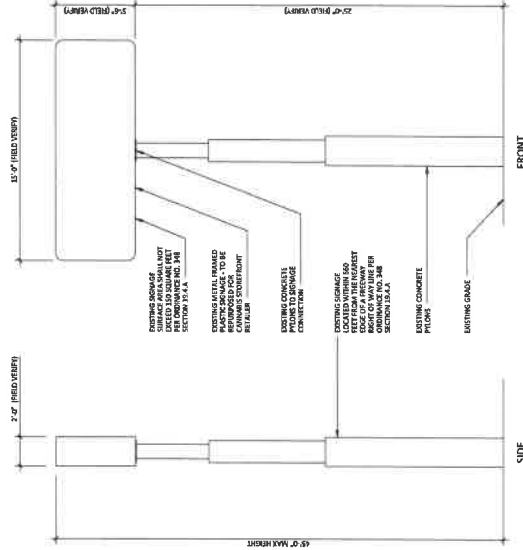 15'-0" (FIELD VERIFY)
5'-6" (FIELD VERIFY)
25'-0" (FIELD VERIFY)
EXISTING SIGNAGE
SURFACE AREA SHALL NOT
EXCEED 150 SQUARE FEET
PER ORDINANCE NO. 348
SECTION 19.4.A
EXISTING METAL FRAMED
PLASTIC SIGNAGE - TO BE
REPURPOSED FOR
CANNABIS STOREFRONT
RETAILER
EXISTING CONCRETE
PYLONS TO SIGNAGE
CONNECTION
EXISTING SIGNAGE
LOCATED WITHIN 660
FEET FROM THE NEAREST
EDGE OF A FREEWAY
RIGHT OF WAY LINE PER
ORDINANCE NO. 348
SECTION 19.4.A
EXISTING CONCRETE
PYLONS
EXISTING GRADE
FRONT
2'-0" (FIELD VERIFY)
45'-0" MAX HEIGHT
SIDE